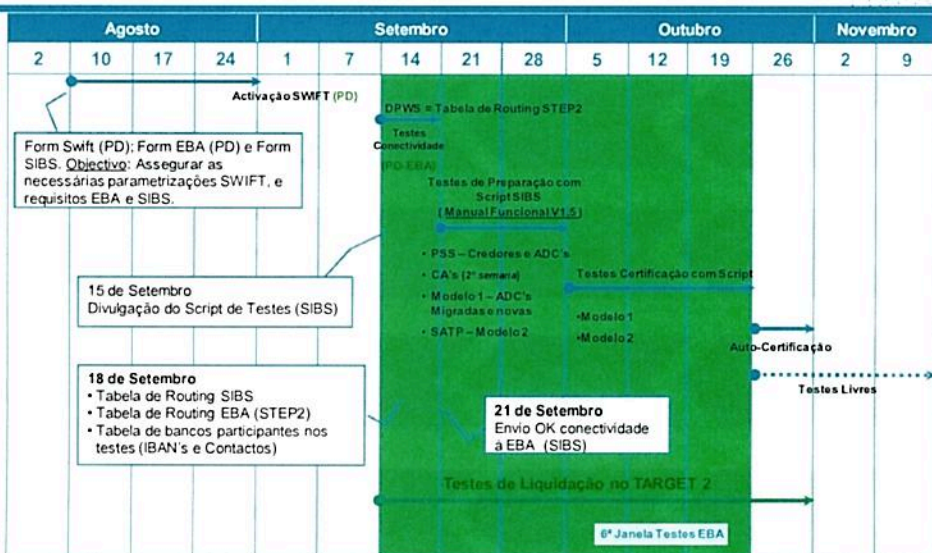 Agosto Setembro Outubro Novembro
2 10 17 24 1 7 14 21 28 5 12 19 26 2 9
Activação SWIFT (PD)
DPWS = Tabela de Routing STEP2
Testes
Conectividade
(PD-EBA)
Form Swift (PD); Form EBA (PD) e Form
SIBS. Objectivo: Assegurar as
necessárias parametrizações SWIFT, e
requisitos EBA e SIBS.
Testes de Preparação com
Script SIBS
(Manual Funcional V1.5)
• PSS – Credores e ADC's
• CA's (2ª semana)
• Modelo 1 – ADC's
Migradas e novas
• SATP – Modelo 2
Testes Certificação com Script
•Modelo 1
•Modelo 2
15 de Setembro
Divulgação do Script de Testes (SIBS)
Auto-Certificação
Testes Livres
18 de Setembro
• Tabela de Routing SIBS
• Tabela de Routing EBA (STEP2)
• Tabela de bancos participantes nos
testes (IBAN's e Contactos)
21 de Setembro
Envio OK conectividade
à EBA (SIBS)
Testes de Liquidação no TARGET 2
6ª Janela Testes EBA